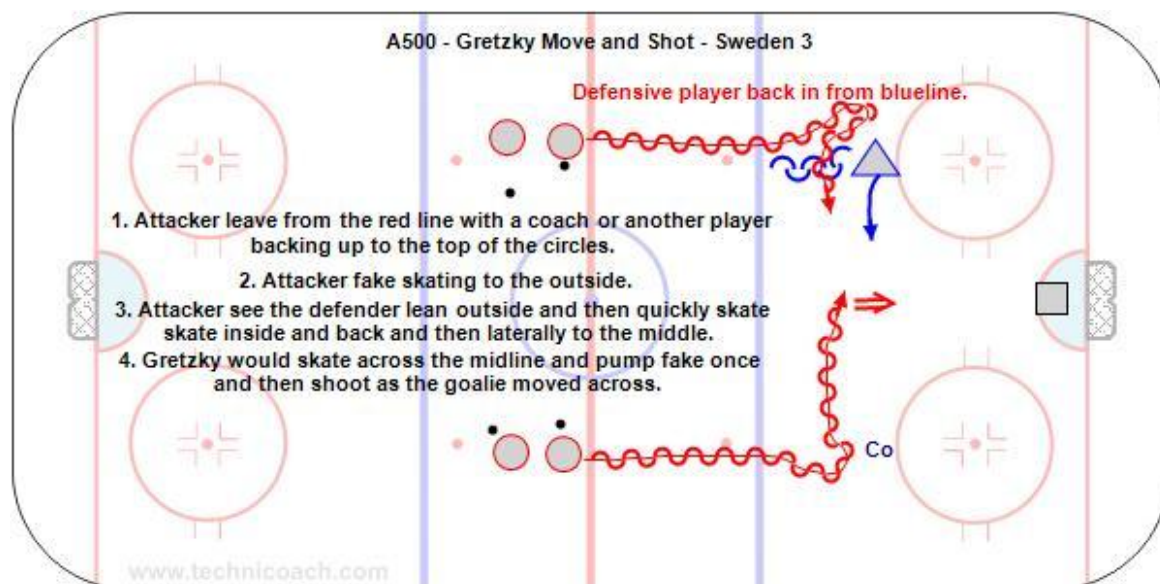 A500 - Gretzky Move and Shot - Sweden 3
Defensive player back in from blueline.
1. Attacker leave from the red line with a coach or another player
backing up to the top of the circles.
2. Attacker fake skating to the outside.
3. Attacker see the defender lean outside and then quickly skate
skate inside and back and then laterally to the middle.
4. Gretzky would skate across the midline and pump fake once
and then shoot as the goalie moved across.
Co
www.technicoach.com